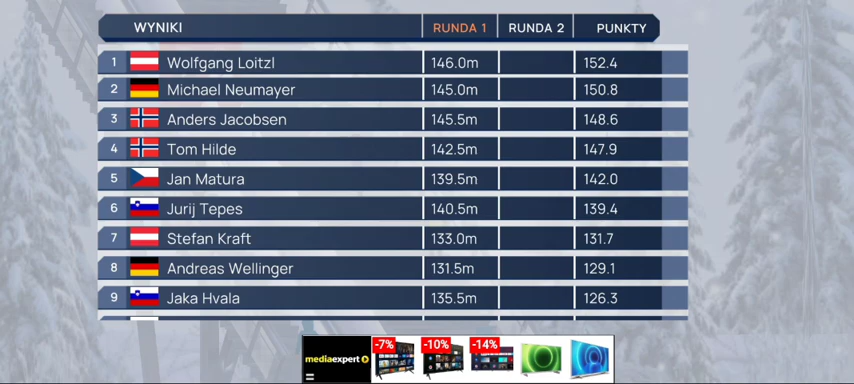 WYNIKI RUNDA 1 RUNDA 2 PUNKTY
1 Wolfgang Loitzl 146.0m 152.4
2 Michael Neumayer 145.0m 150.8
3 Anders Jacobsen 145.5m 148.6
4 Tom Hilde 142.5m 147.9
5 Jan Matura 139.5m 142.0
6 Jurij Tepes 140.5m 139.4
7 Stefan Kraft 133.0m 131.7
8 Andreas Wellinger 131.5m 129.1
9 Jaka Hvala 135.5m 126.3
mediaexpert -7% -10% -14%